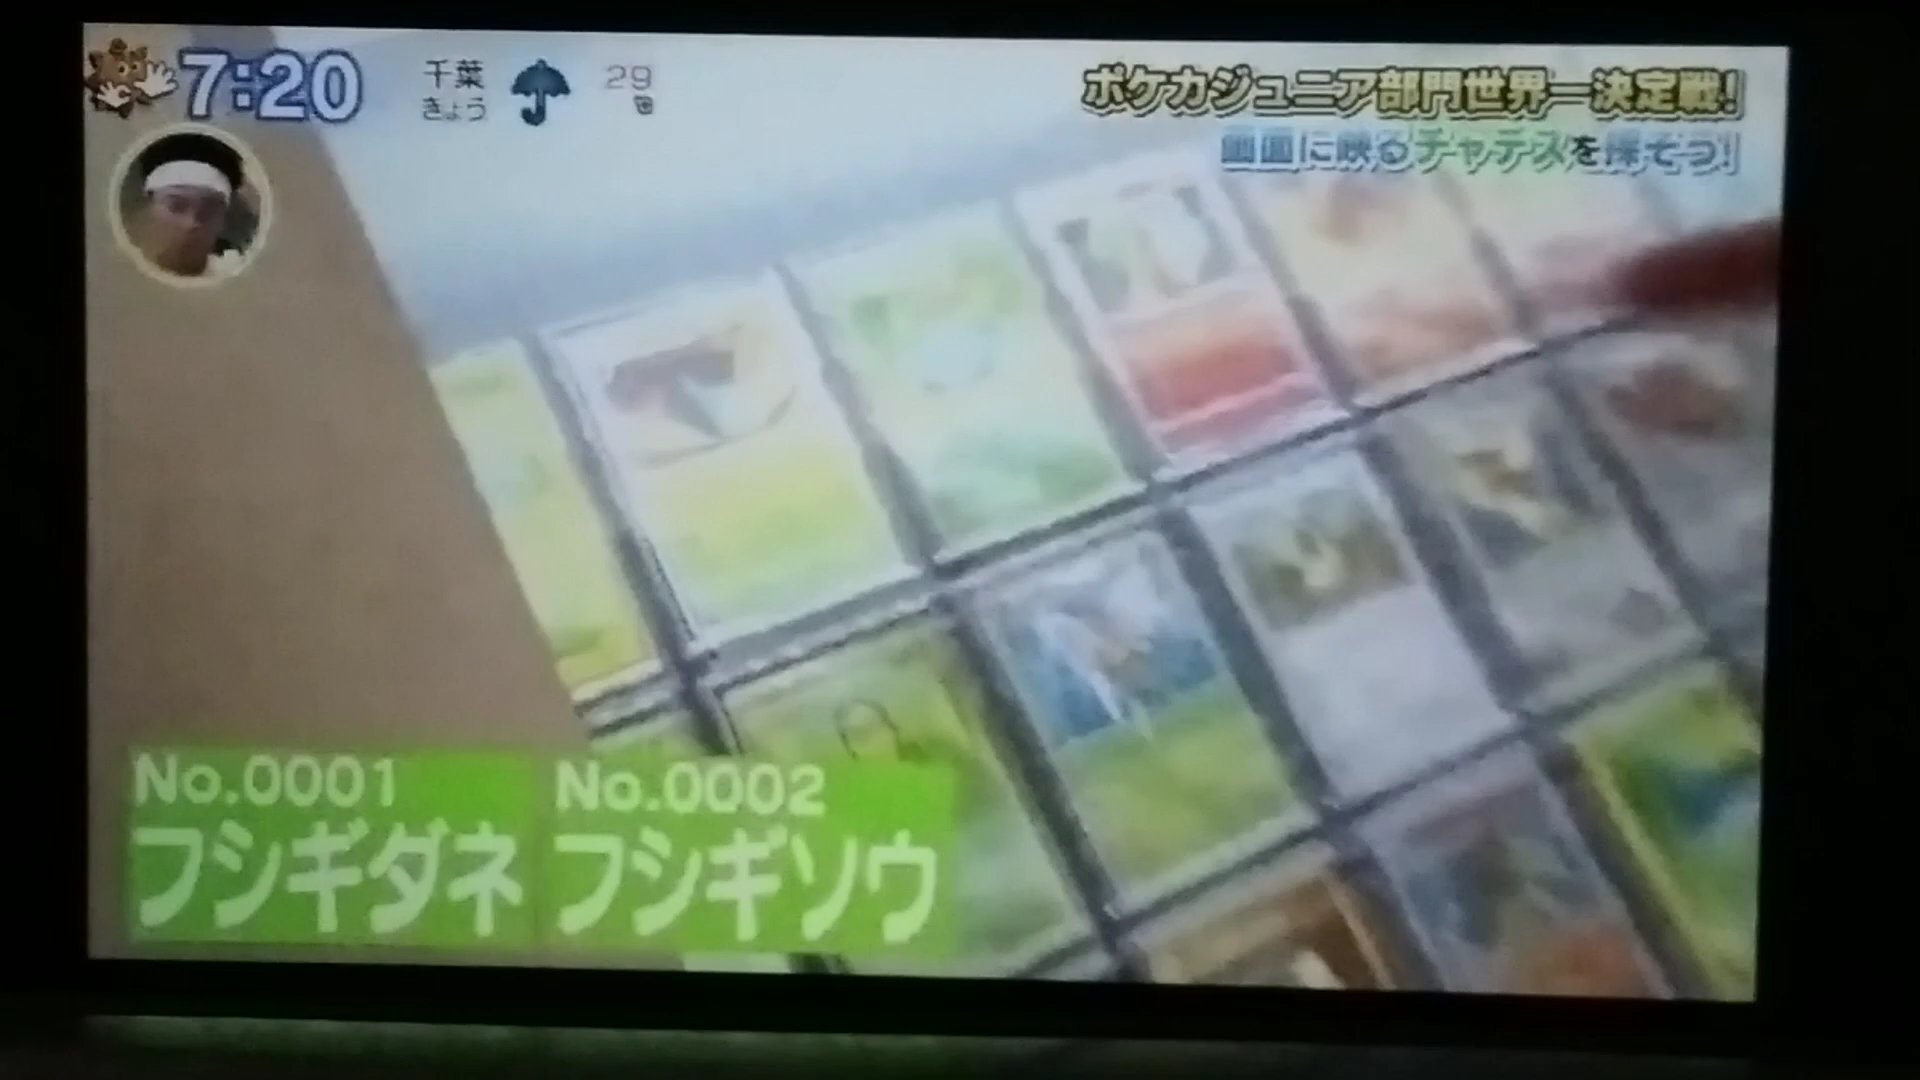 7:20
千葉
きょう
29
ポケカジュニア部門世界一決定戦!
画面に映るチャデスを探そう!
No.0001
フシギダネ
No.0002
フシギソウ